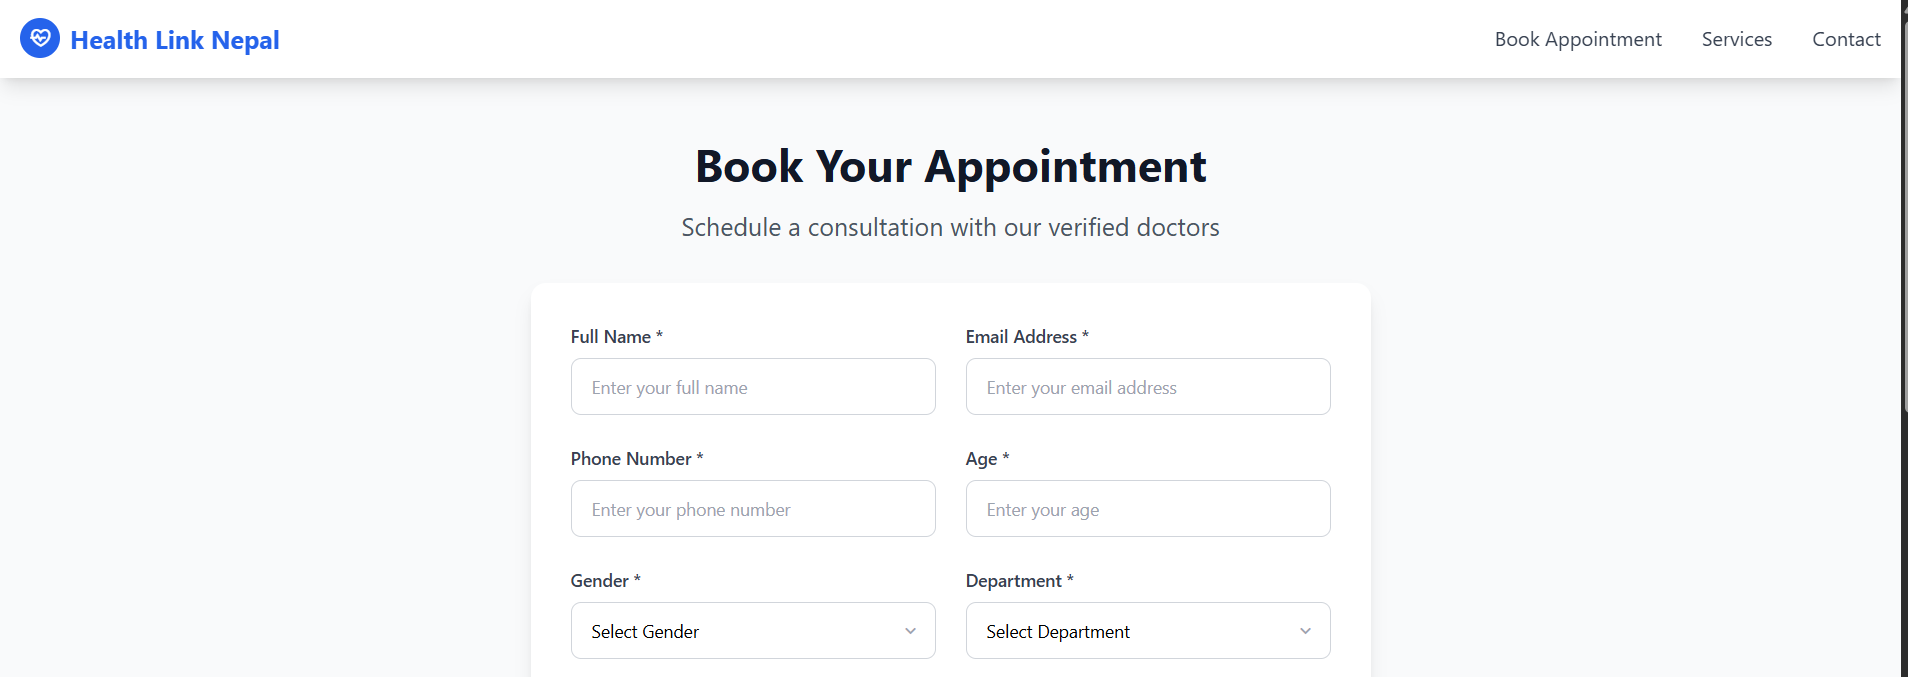 Health Link Nepal
Book Appointment
Services
Contact
Book Your Appointment
Schedule a consultation with our verified doctors
Full Name *
Email Address *
Enter your full name
Enter your email address
Phone Number *
Age *
Enter your phone number
Enter your age
Gender *
Department *
Select Gender
Select Department